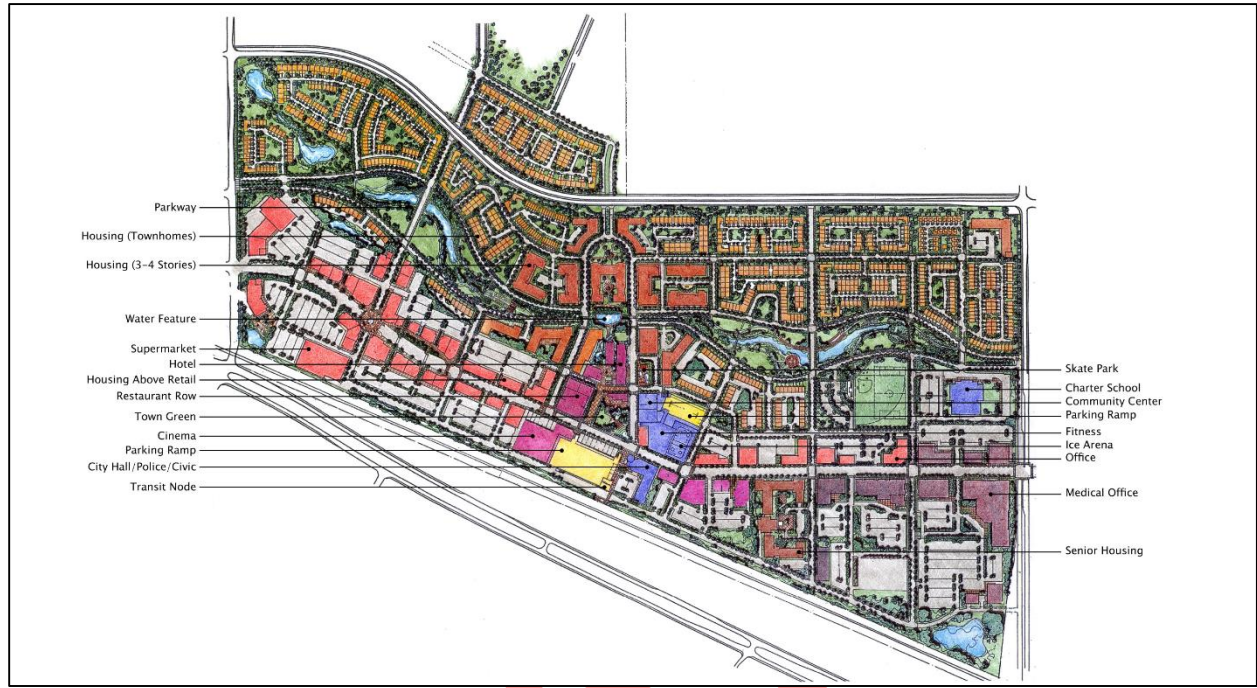 Parkway
Housing (Townhomes)
Housing (3-4 Stories)
Water Feature
Supermarket
Hotel
Housing Above Retail
Restaurant Row
Town Green
Cinema
Parking Ramp
City Hall/Police/Civic
Transit Node
Skate Park
Charter School
Community Center
Parking Ramp
Fitness
Ice Arena
Office
Medical Office
Senior Housing